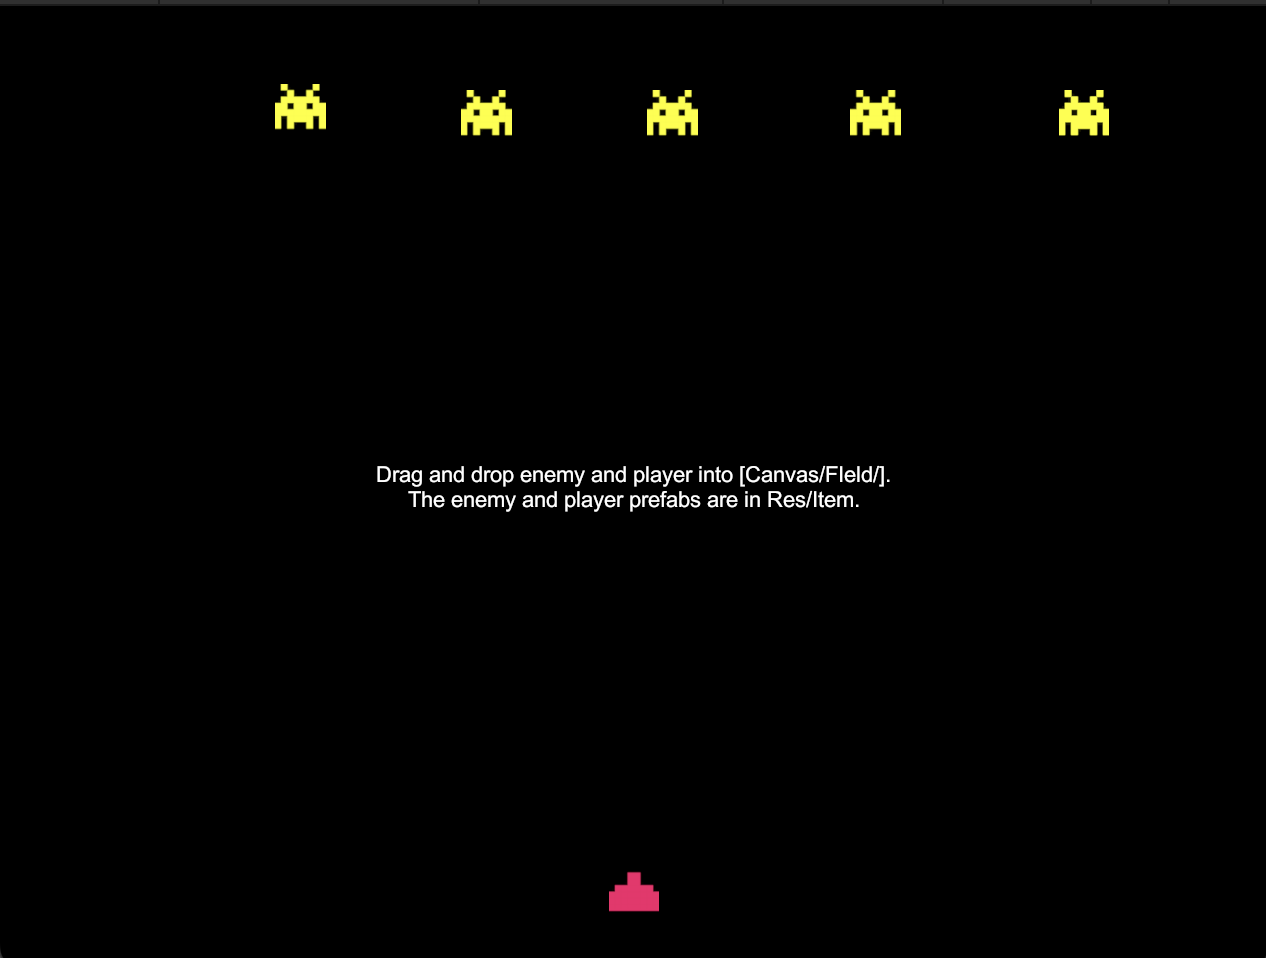 Drag and drop enemy and player into [Canvas/FIeld/].
The enemy and player prefabs are in Res/Item.